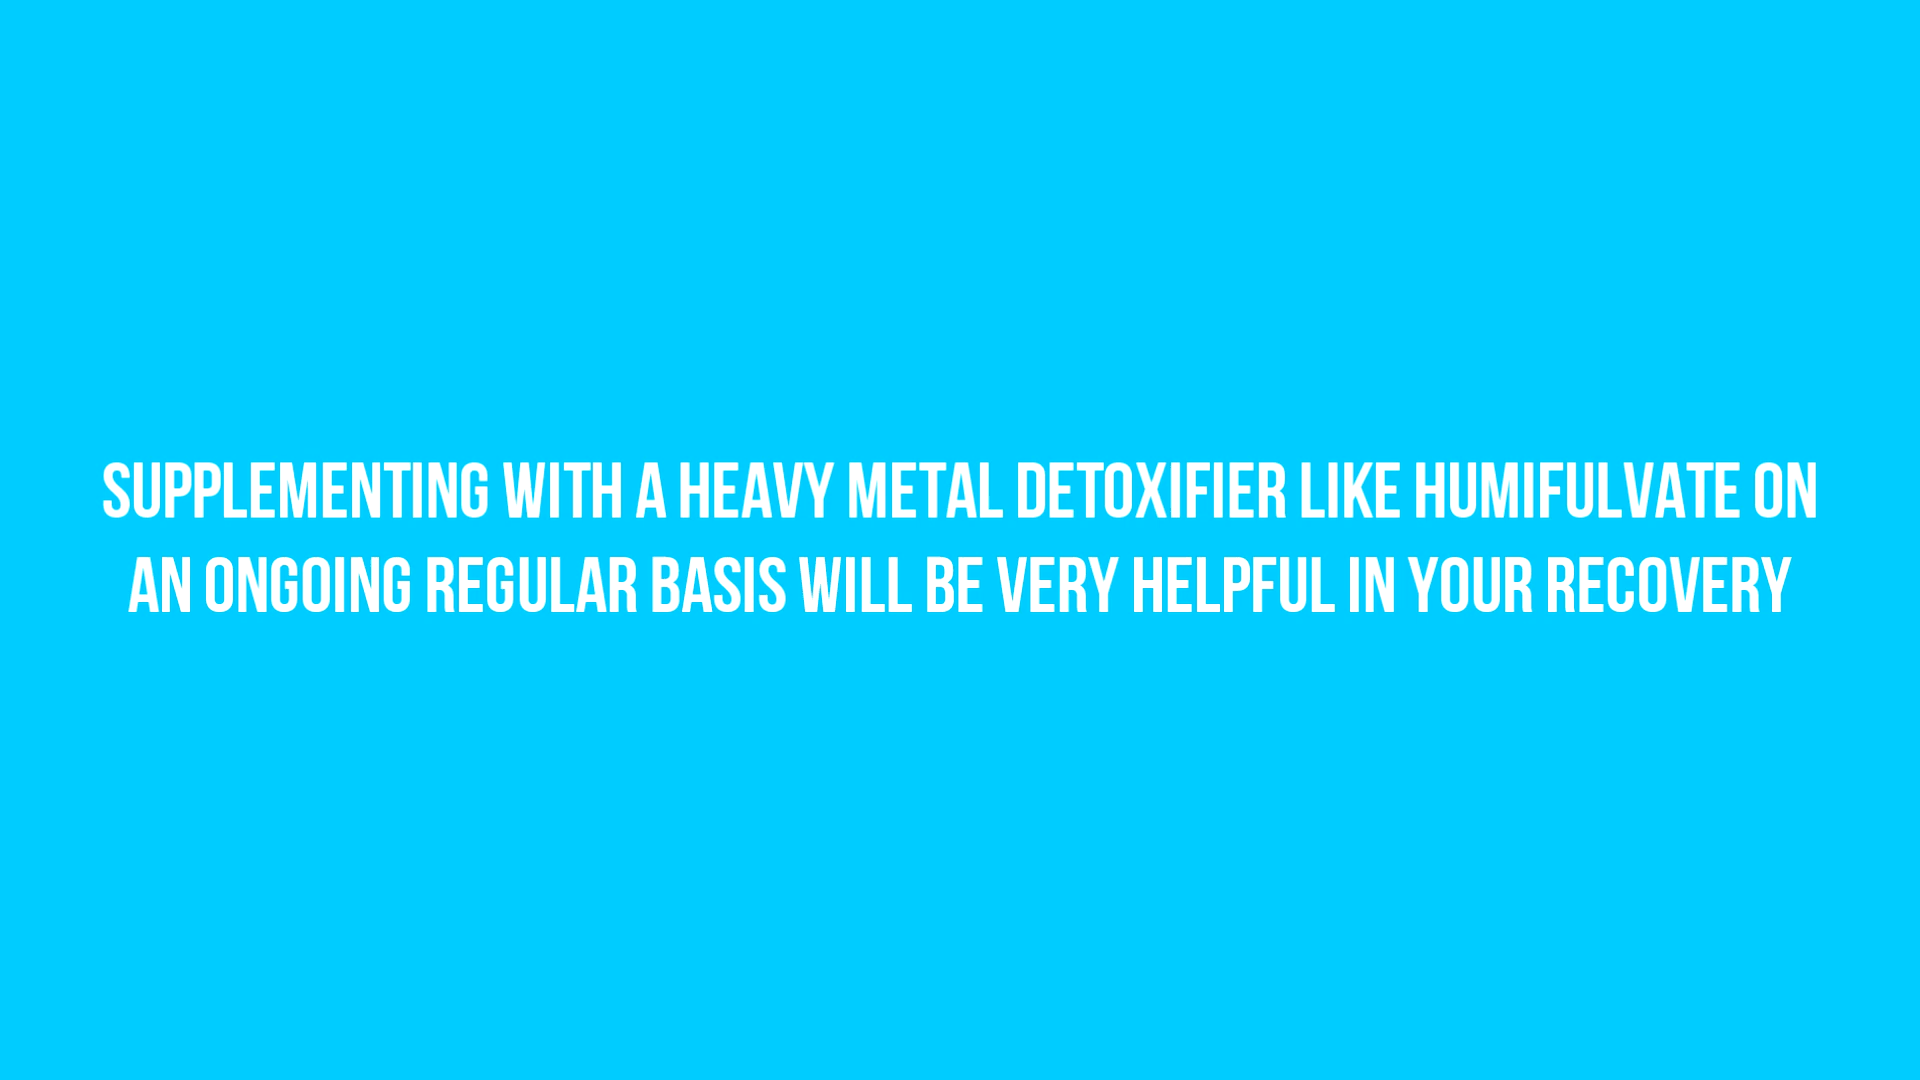 SUPPLEMENTING WITH A HEAVY METAL DETOXIFIER LIKE HUMIFULVATE ON
AN ONGOING REGULAR BASIS WILL BE VERY HELPFUL IN YOUR RECOVERY